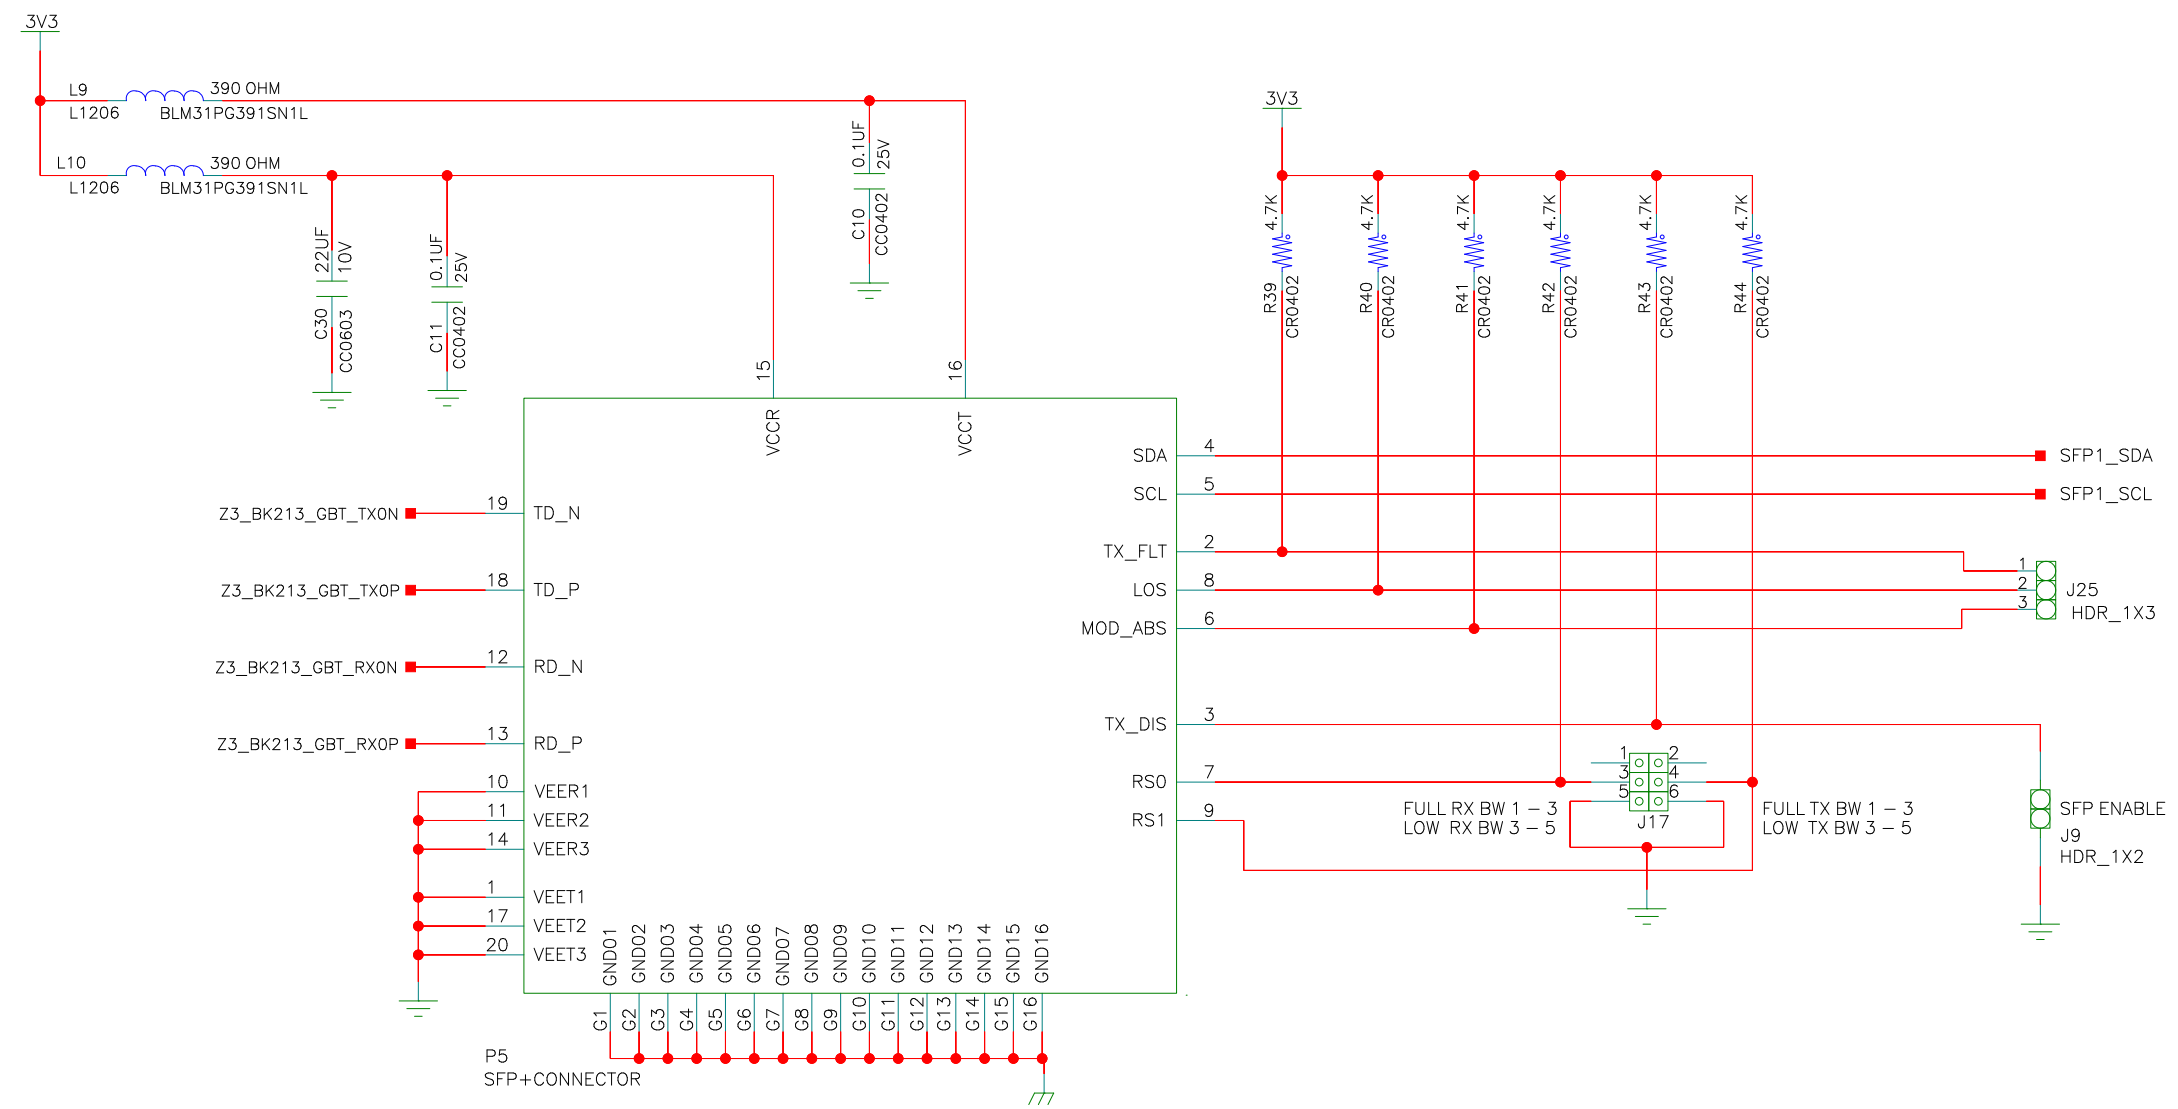 3V3
L9
390 OHM
L1206
BLM31PG391SN1L
L10
390 OHM
L1206
BLM31PG391SN1L
22UF
10V
C30
CC0603
0.1UF
25V
C11
CC0402
0.1UF
25V
C10
CC0402
15
VCCR
16
VCCT
3V3
4.7K
R39
CR0402
4.7K
R40
CR0402
4.7K
R41
CR0402
4.7K
R42
CR0402
4.7K
R43
CR0402
4.7K
R44
CR0402
Z3_BK213_GBT_TX0N
19
TD_N
Z3_BK213_GBT_TX0P
18
TD_P
Z3_BK213_GBT_RX0N
12
RD_N
Z3_BK213_GBT_RX0P
13
RD_P
10
VEER1
11
VEER2
14
VEER3
1
VEET1
17
VEET2
20
VEET3
SDA
4
SFP1_SDA
SCL
5
SFP1_SCL
TX_FLT
2
LOS
8
MOD_ABS
6
1
2
3
J25
HDR_1X3
TX_DIS
3
RS0
7
RS1
9
1
2
3
4
5
6
J17
FULL RX BW 1 – 3
LOW RX BW 3 – 5
FULL TX BW 1 – 3
LOW TX BW 3 – 5
SFP ENABLE
J9
HDR_1X2
GND01
GND02
GND03
GND04
GND05
GND06
GND07
GND08
GND09
GND10
GND11
GND12
GND13
GND14
GND15
GND16
G1
G2
G3
G4
G5
G6
G7
G8
G9
G10
G11
G12
G13
G14
G15
G16
P5
SFP+CONNECTOR